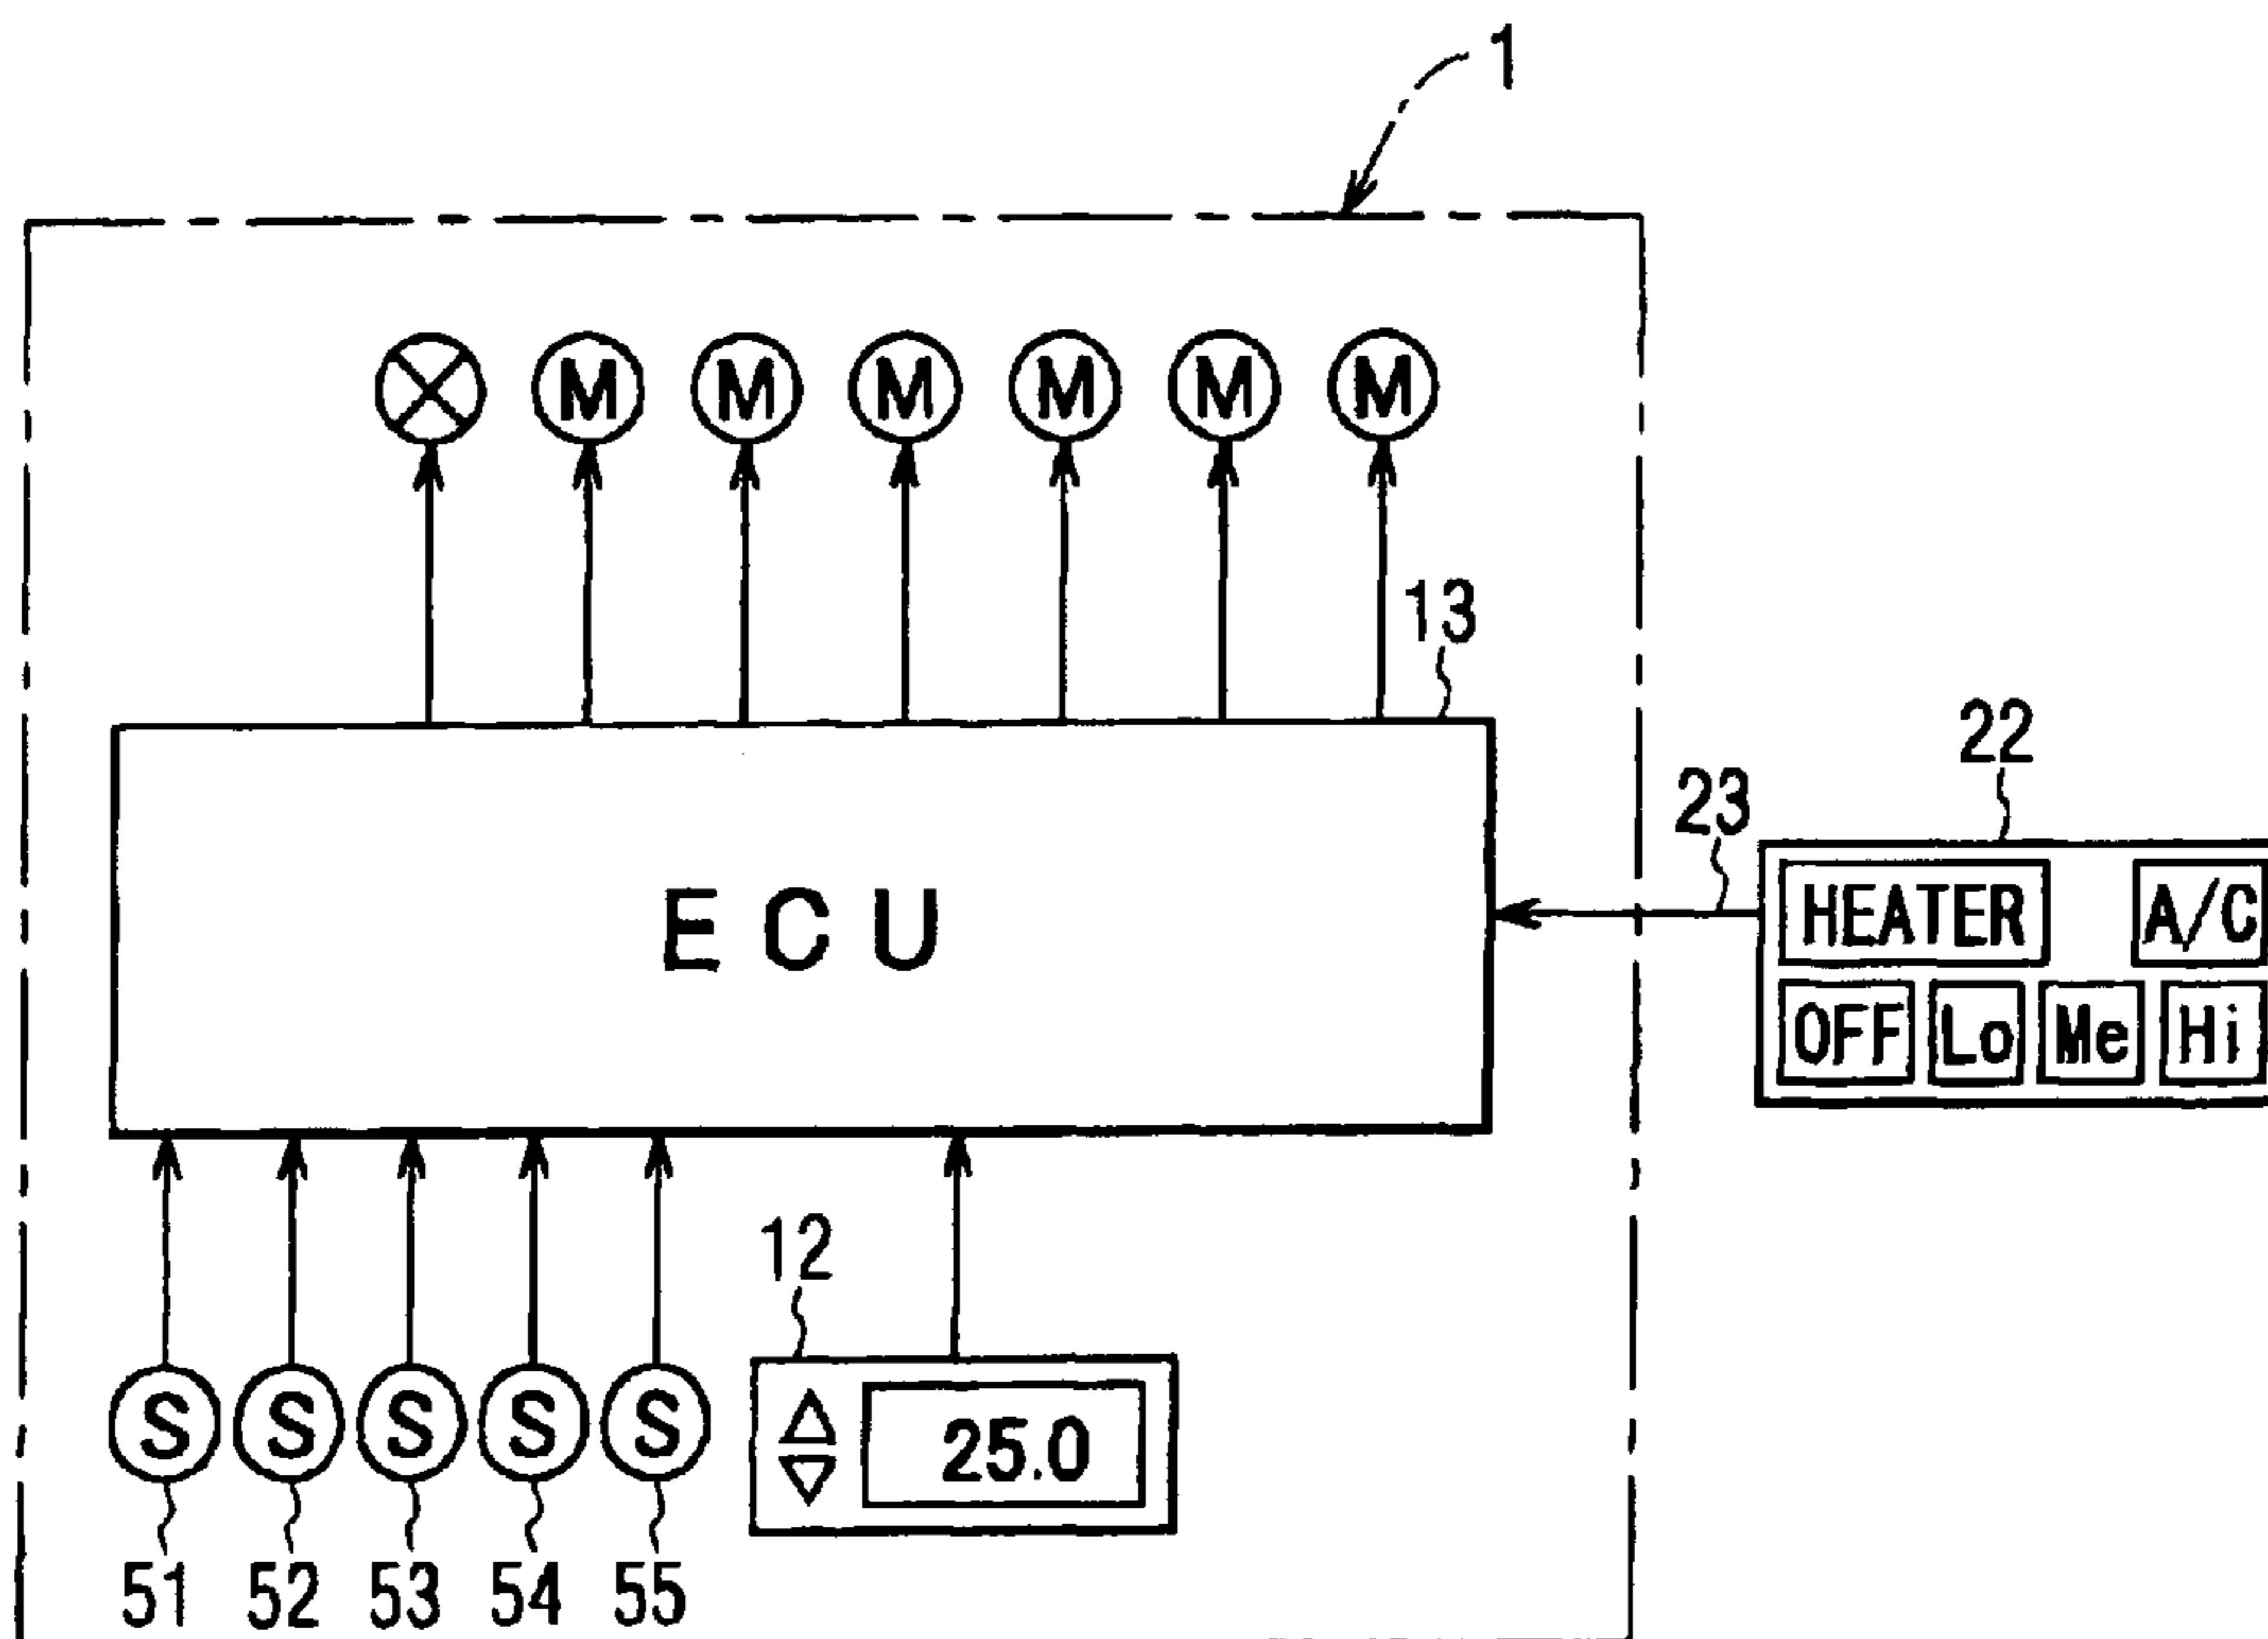 1
M M M M M M
13
22
23
ECU
HEATER A/C
OFF Lo Me Hi
12
S S S S S
25.0
51 52 53 54 55